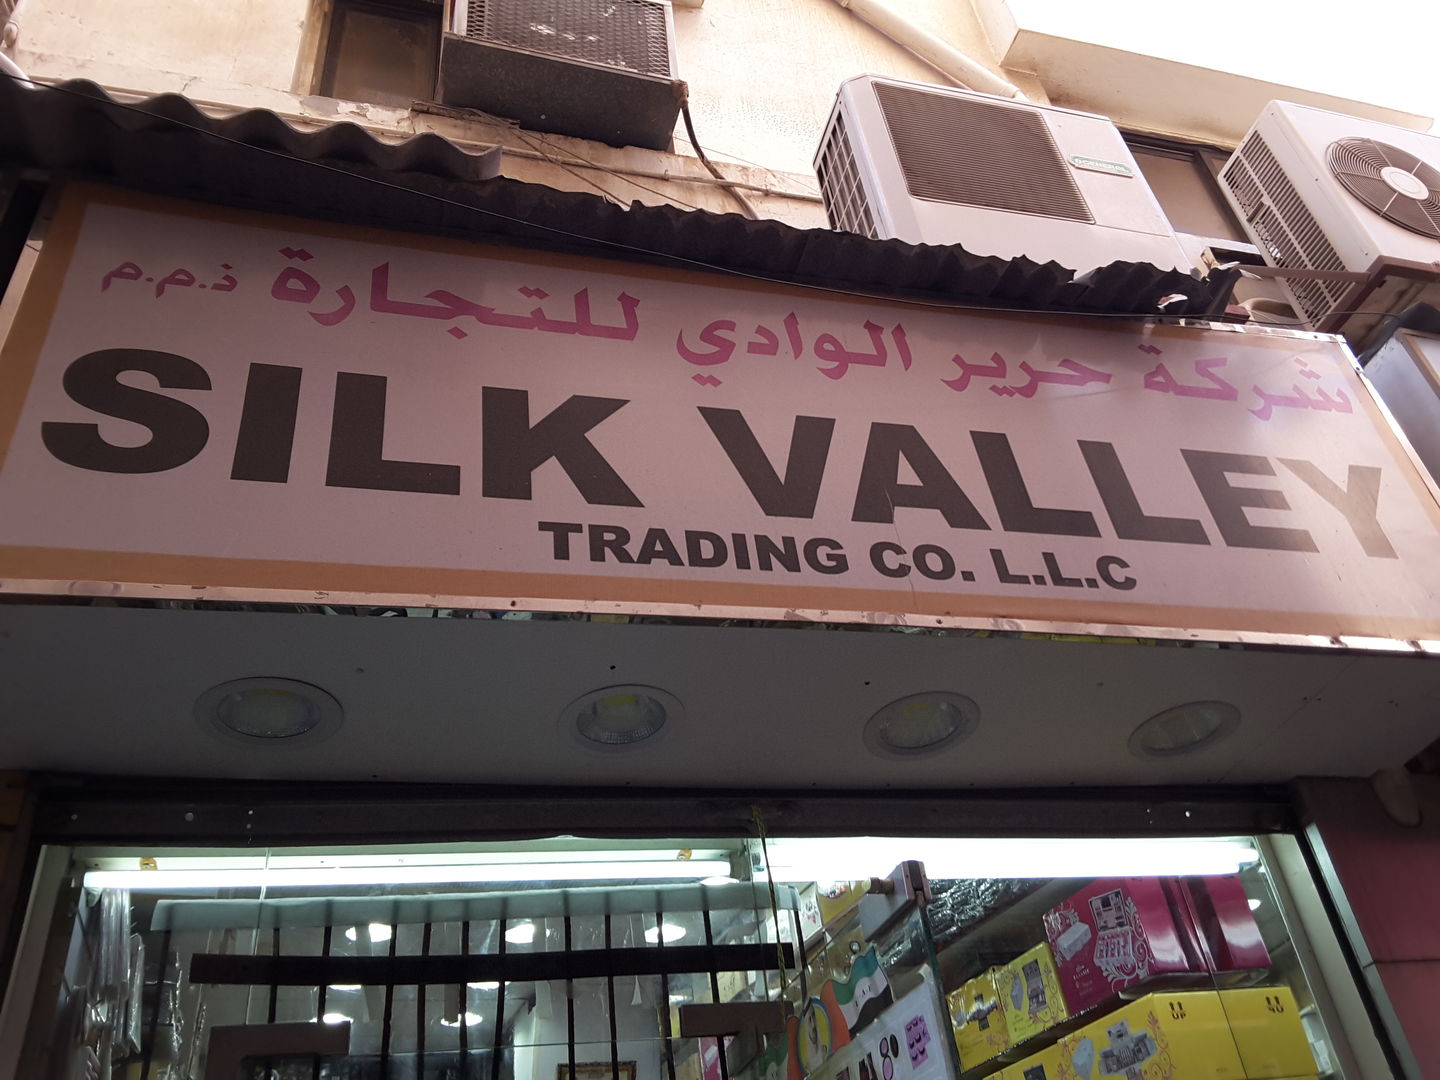 شركة حرير الوادي للتجارة ذ.م.م
SILK VALLEY
TRADING CO. L.L.C